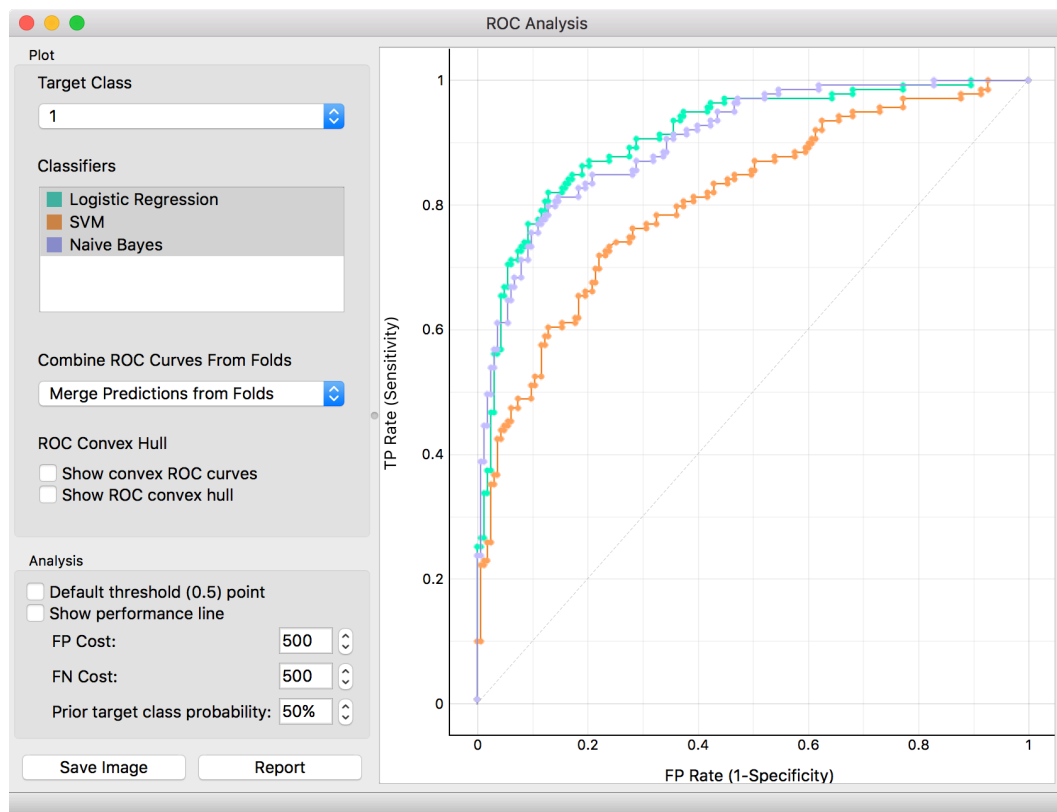 ROC Analysis
Plot
Target Class
1
Classifiers
Logistic Regression
SVM
Naive Bayes
Combine ROC Curves From Folds
Merge Predictions from Folds
ROC Convex Hull
Show convex ROC curves
Show ROC convex hull
Analysis
Default threshold (0.5) point
Show performance line
FP Cost: 500
FN Cost: 500
Prior target class probability: 50%
Save Image
Report
TP Rate (Sensitivity)
1
0.8
0.6
0.4
0.2
0
0 0.2 0.4 0.6 0.8 1
FP Rate (1-Specificity)